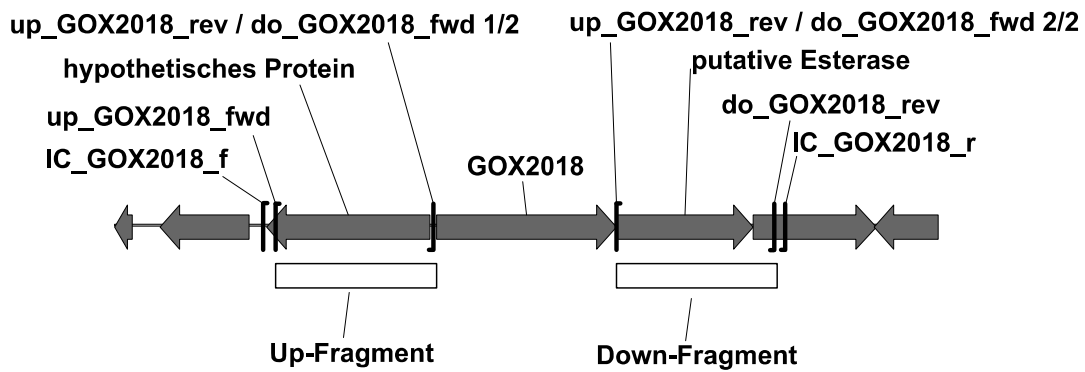 up_GOX2018_rev / do_GOX2018_fwd 1/2
up_GOX2018_rev / do_GOX2018_fwd 2/2
hypothetisches Protein
putative Esterase
up_GOX2018_fwd
do_GOX2018_rev
IC_GOX2018_f
GOX2018
IC_GOX2018_r
Up-Fragment
Down-Fragment